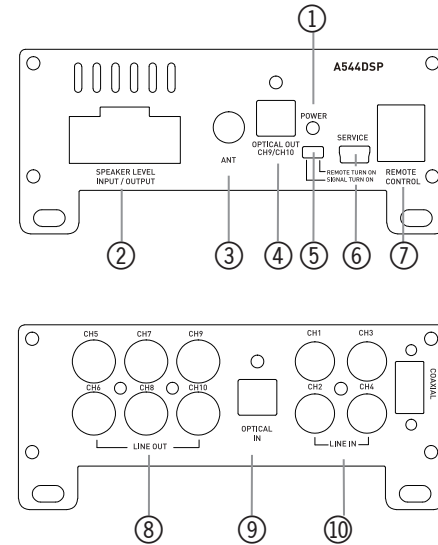 ①
A544DSP
POWER
OPTICAL OUT
CH9/CH10
SERVICE
SPEAKER LEVEL
INPUT / OUTPUT
ANT
REMOTE TURN ON
SIGNAL TURN ON
REMOTE
CONTROL
② ③ ④ ⑤ ⑥ ⑦
CH5 CH7 CH9
CH1 CH3
CH6 CH8 CH10
CH2 CH4
COAXIAL
OPTICAL
IN
LINE OUT
LINE IN
⑧ ⑨ ⑩